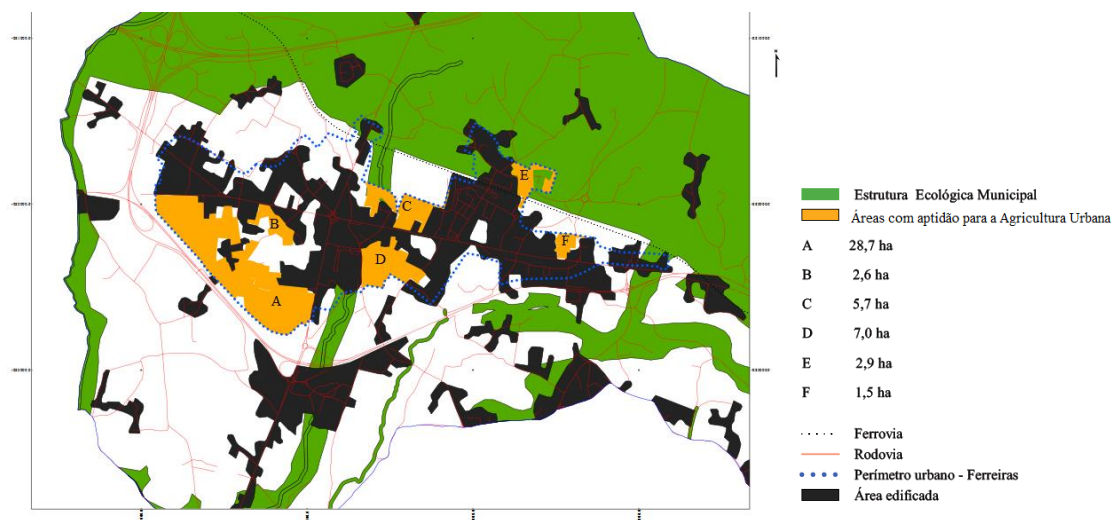 E
C
B
D
F
A
Estrutura Ecológica Municipal
Áreas com aptidão para a Agricultura Urbana
A 28,7 ha
B 2,6 ha
C 5,7 ha
D 7,0 ha
E 2,9 ha
F 1,5 ha
Ferrovia
Rodovia
Perímetro urbano - Ferreiras
Área edificada